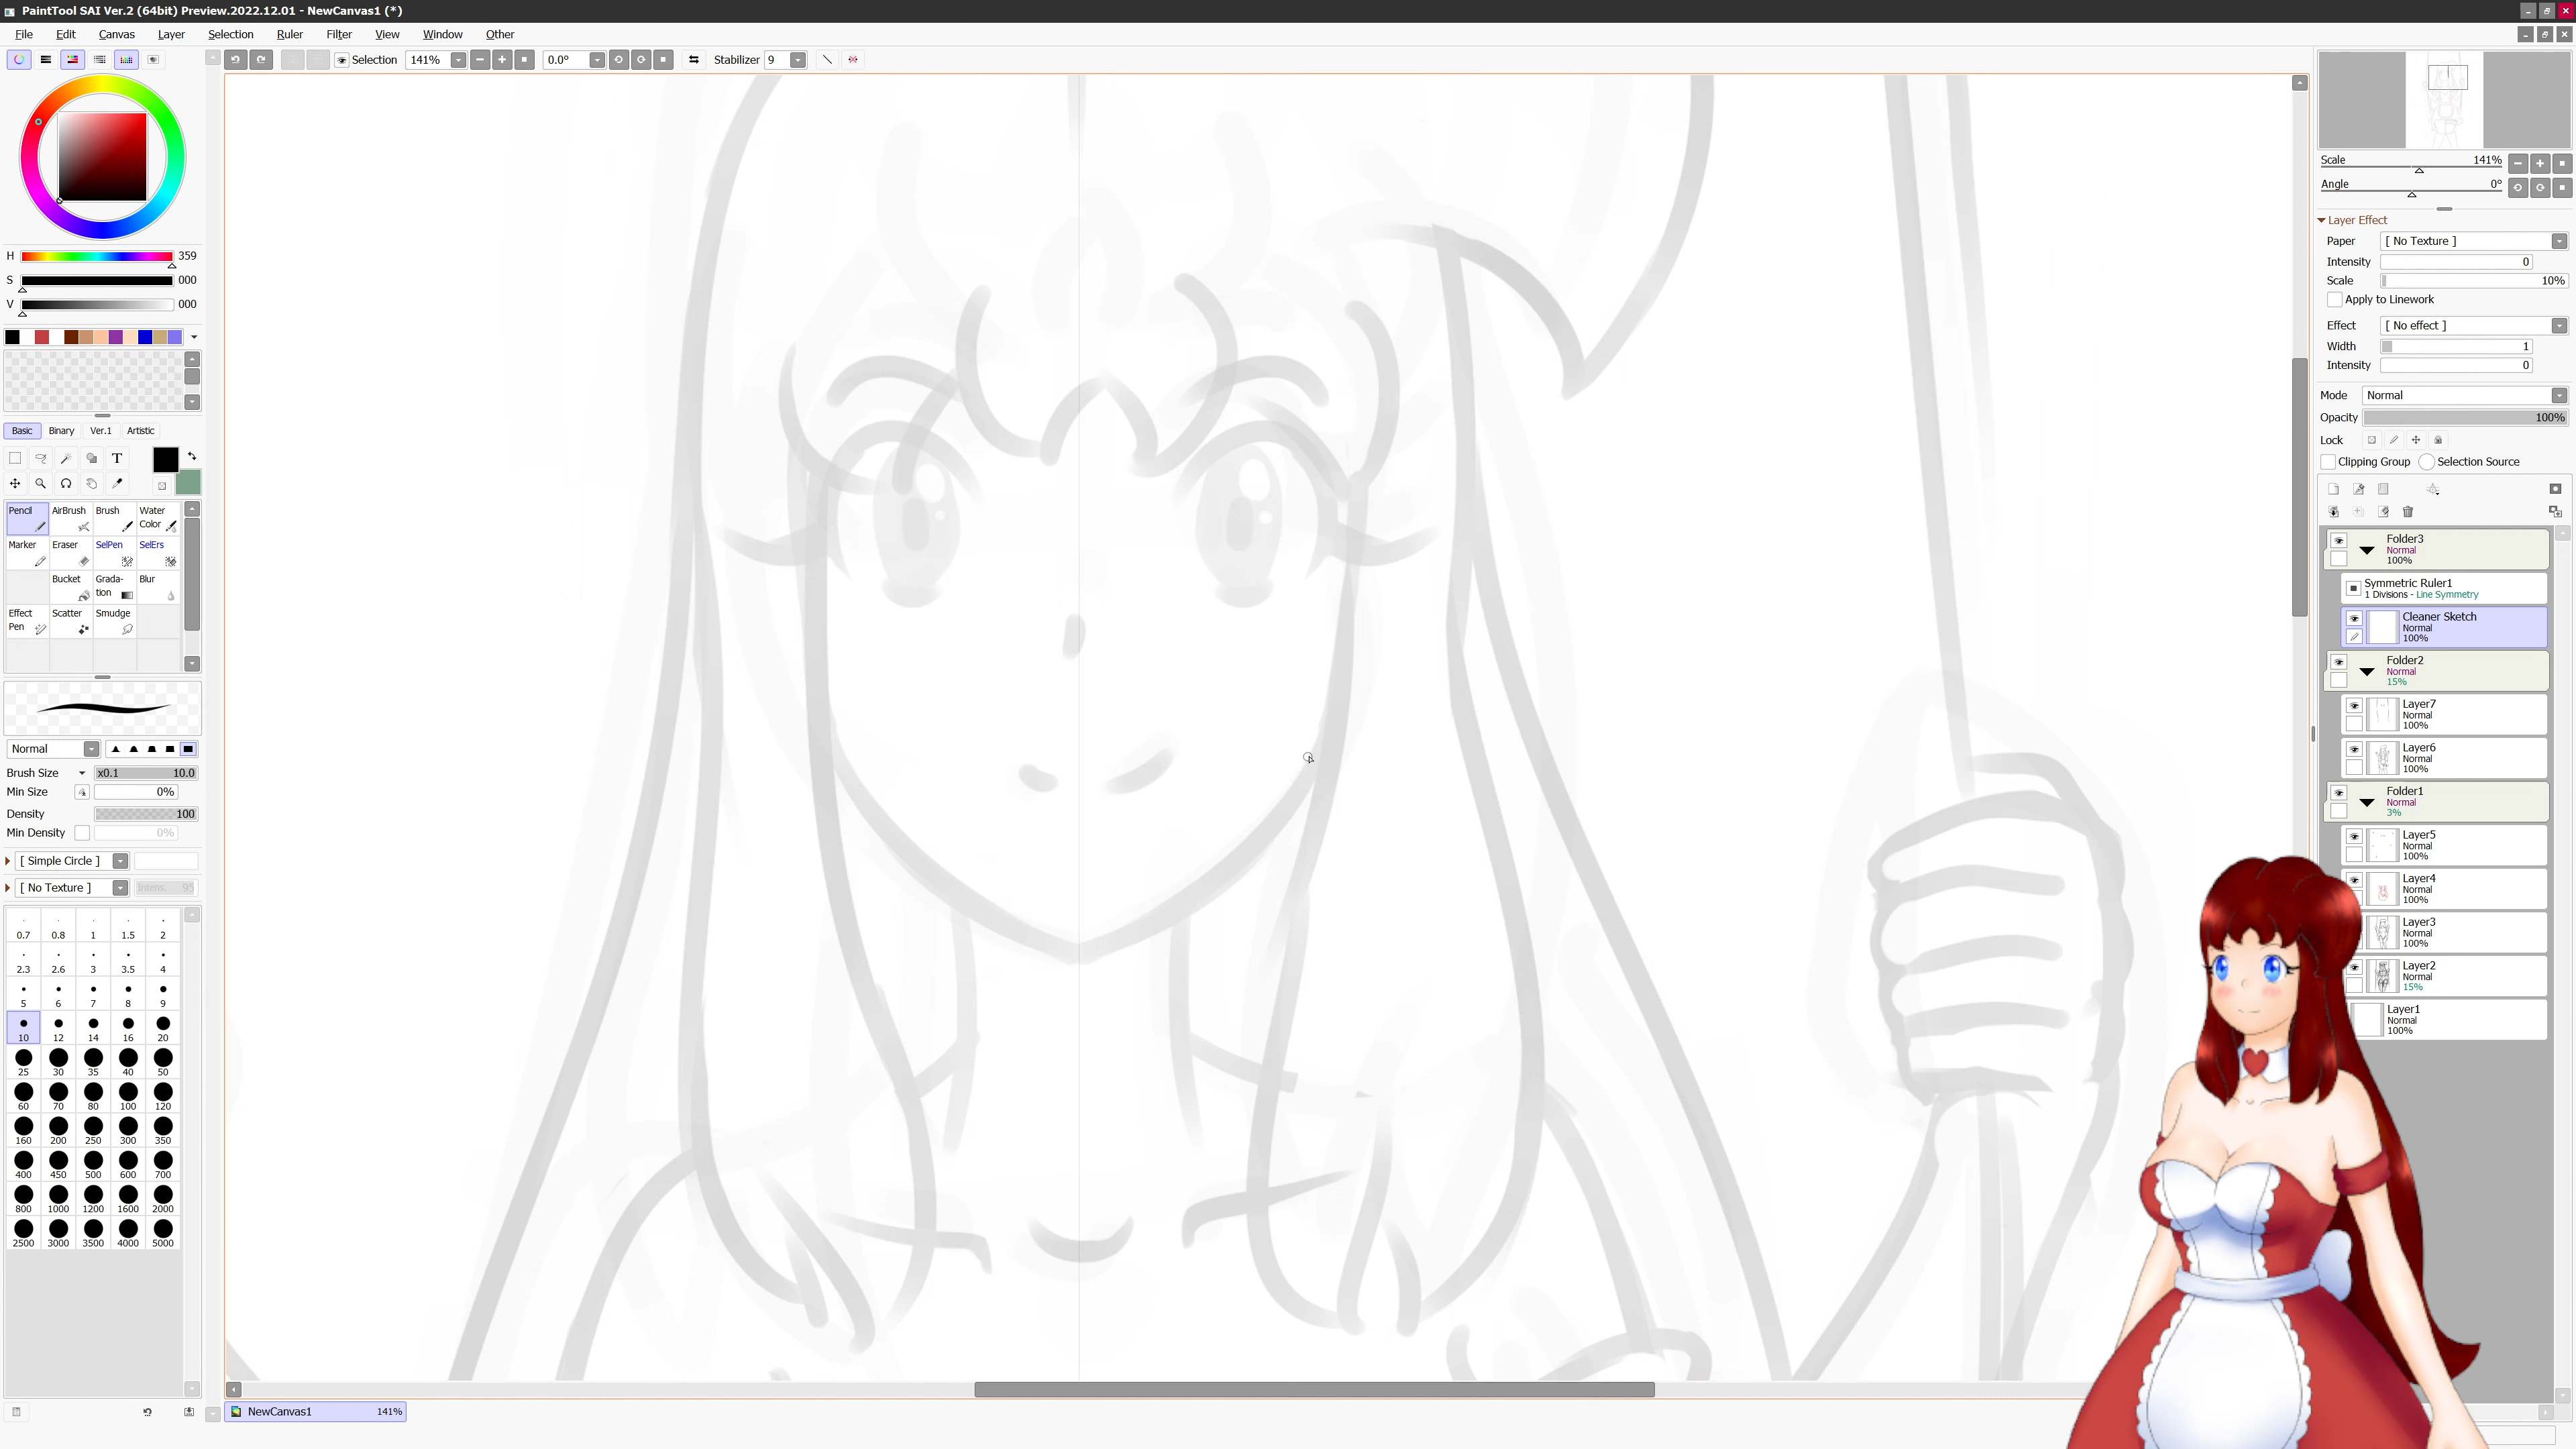 PaintTool SAI Ver.2 (64bit) Preview.2022.12.01 - NewCanvas1 (*)
File Edit Canvas Layer Selection Ruler Filter View Window Other
Selection 141% 0.0° Stabilizer 9
H 359
S 000
V 000
Basic Binary Ver.1 Artistic
T
Pencil AirBrush Brush Water Color
Marker Eraser SelPen SelErs
Bucket Grada-tion Blur
Effect Pen Scatter Smudge
Normal
Brush Size x0.1 10.0
Min Size 0%
Density 100
Min Density 0%
[ Simple Circle ]
[ No Texture ] Intens. 95
0.7 0.8 1 1.5 2
2.3 2.6 3 3.5 4
5 6 7 8 9
10 12 14 16 20
25 30 35 40 50
60 70 80 100 120
160 200 250 300 350
400 450 500 600 700
800 1000 1200 1600 2000
2500 3000 3500 4000 5000
NewCanvas1 141%
Scale 141%
Angle 0°
Layer Effect
Paper [ No Texture ]
Intensity 0
Scale 10%
Apply to Linework
Effect [ No effect ]
Width 1
Intensity 0
Mode Normal
Opacity 100%
Lock
Clipping Group Selection Source
Folder3
Normal
100%
Symmetric Ruler1
1 Divisions - Line Symmetry
Cleaner Sketch
Normal
100%
Folder2
Normal
15%
Layer7
Normal
100%
Layer6
Normal
100%
Folder1
Normal
3%
Layer5
Normal
100%
Layer4
Normal
100%
Layer3
Normal
100%
Layer2
Normal
15%
Layer1
Normal
100%